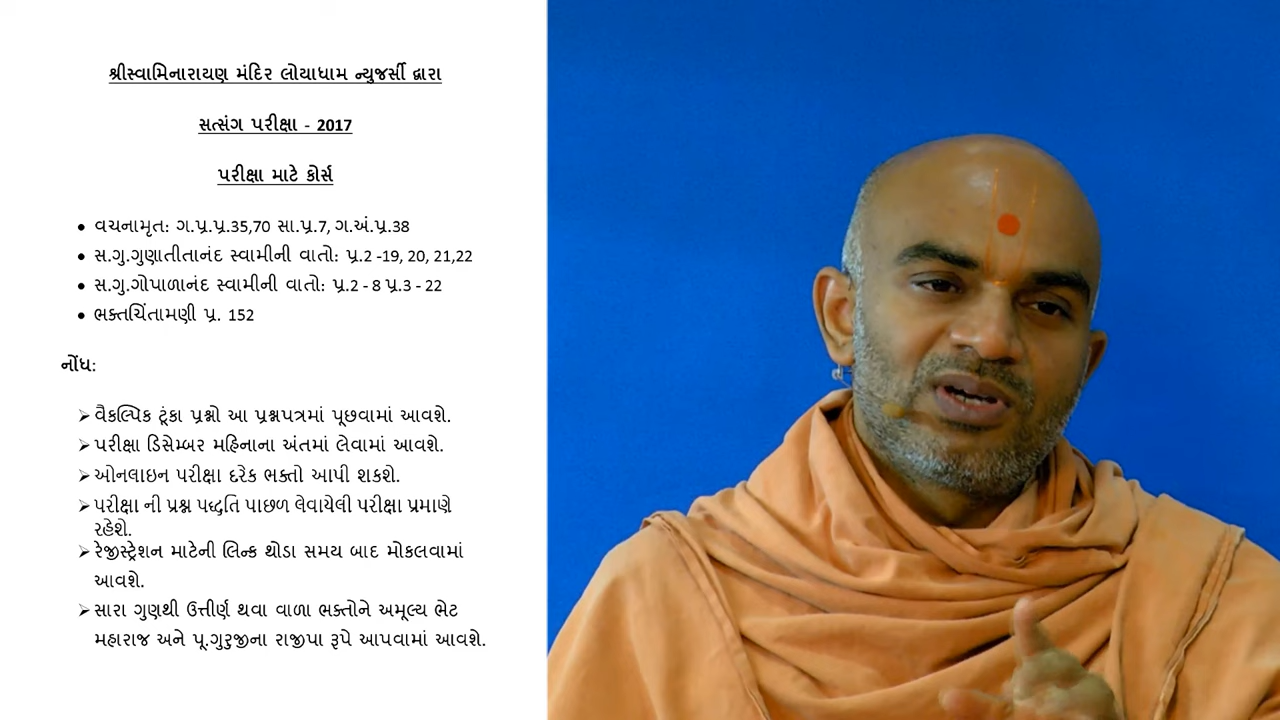 શ્રીસ્વામિનારાયણ મંદિર લોયાધામ ન્યુજર્સી દ્વારા
સત્સંગ પરીક્ષા - 2017
પરીક્ષા માટે કોર્સ
• વચનામૃત: ગ.પ્ર.પ્ર.35,70 સા.પ્ર.7, ગ.અં.પ્ર.38
• સ.ગુ.ગુણાતીતાનંદ સ્વામીની વાતો: પ્ર.2 -19, 20, 21,22
• સ.ગુ.ગોપાળાનંદ સ્વામીની વાતો: પ્ર.2 - 8 પ્ર.3 - 22
• ભક્તચિંતામણી પ્ર. 152
નોંધ:
➢ વૈકલ્પિક ટૂંકા પ્રશ્નો આ પ્રશ્નપત્રમાં પૂછવામાં આવશે.
➢ પરીક્ષા ડિસેમ્બર મહિનાના અંતમાં લેવામાં આવશે.
➢ ઓનલાઇન પરીક્ષા દરેક ભક્તો આપી શકશે.
➢ પરીક્ષા ની પ્રશ્ન પદ્ધતિ પાછળ લેવાયેલી પરીક્ષા પ્રમાણે
રહેશે.
➢ રેજીસ્ટ્રેશન માટેની લિન્ક થોડા સમય બાદ મોકલવામાં
આવશે.
➢ સારા ગુણથી ઉત્તીર્ણ થવા વાળા ભક્તોને અમૂલ્ય ભેટ
મહારાજ અને પૂ.ગુરુજીના રાજીપા રૂપે આપવામાં આવશે.